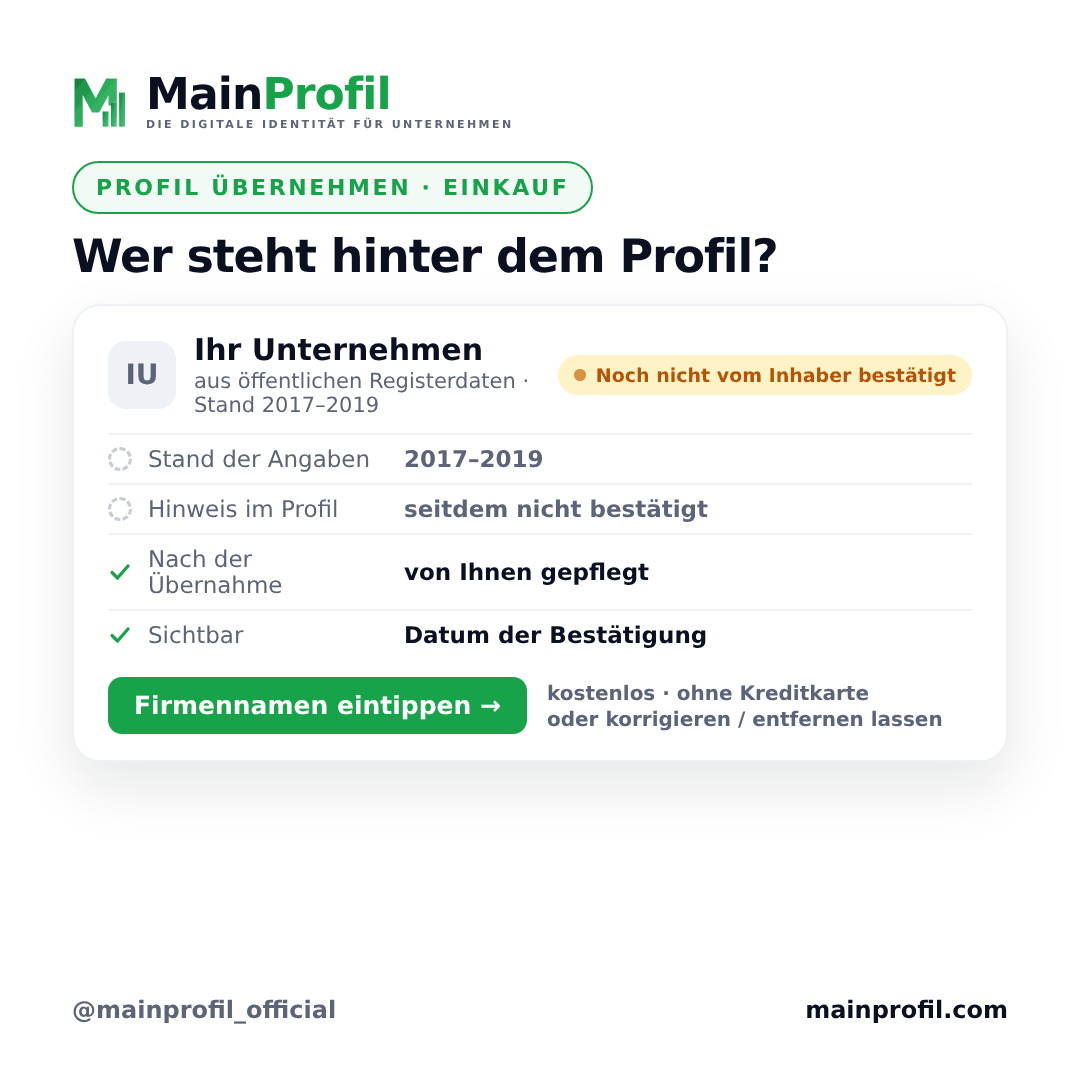 MainProfil
DIE DIGITALE IDENTITÄT FÜR UNTERNEHMEN
PROFIL ÜBERNEHMEN · EINKAUF
Wer steht hinter dem Profil?
IU
Ihr Unternehmen
aus öffentlichen Registerdaten ·
Stand 2017–2019
Noch nicht vom Inhaber bestätigt
Stand der Angaben 2017–2019
Hinweis im Profil seitdem nicht bestätigt
Nach der
Übernahme
von Ihnen gepflegt
Sichtbar Datum der Bestätigung
Firmennamen eintippen →
kostenlos · ohne Kreditkarte
oder korrigieren / entfernen lassen
@mainprofil_official
mainprofil.com